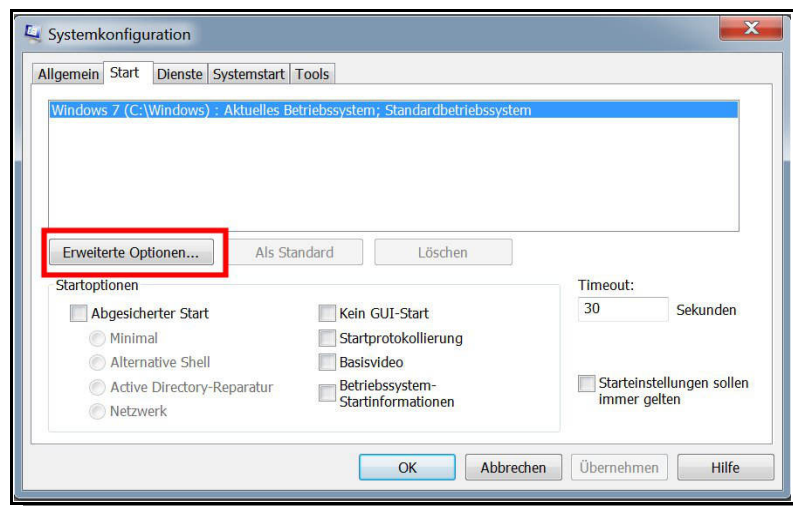 Systemkonfiguration
Allgemein Start Dienste Systemstart Tools
Windows 7 (C:\Windows) : Aktuelles Betriebssystem; Standardbetriebssystem
Erweiterte Optionen... Als Standard Löschen
Startoptionen
Abgesicherter Start
Minimal
Alternative Shell
Active Directory-Reparatur
Netzwerk
Kein GUI-Start
Startprotokollierung
Basisvideo
Betriebssystem-
Startinformationen
Timeout:
30 Sekunden
Starteinstellungen sollen
immer gelten
OK Abbrechen Übernehmen Hilfe